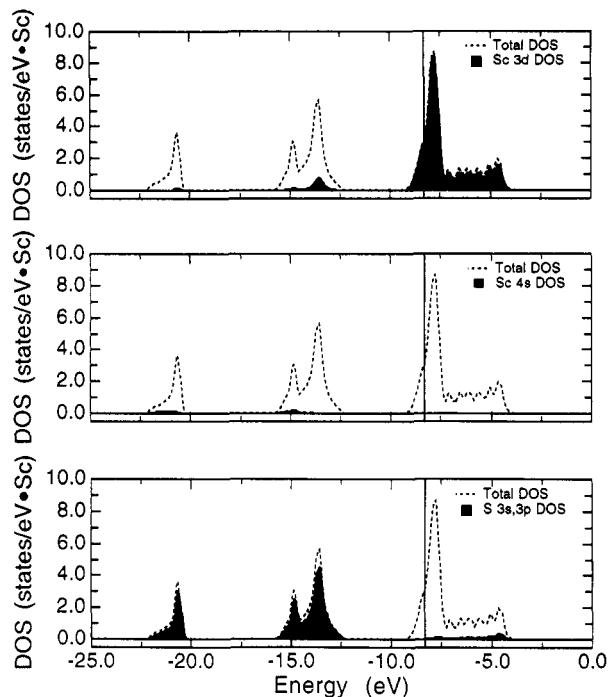 DOS (states/eV•Sc)
10.0
8.0
6.0
4.0
2.0
0.0
Total DOS
Sc 3d DOS
DOS (states/eV•Sc)
10.0
8.0
6.0
4.0
2.0
0.0
Total DOS
Sc 4s DOS
DOS (states/eV•Sc)
10.0
8.0
6.0
4.0
2.0
0.0
Total DOS
S 3s,3p DOS
-25.0 -20.0 -15.0 -10.0 -5.0 0.0
Energy (eV)